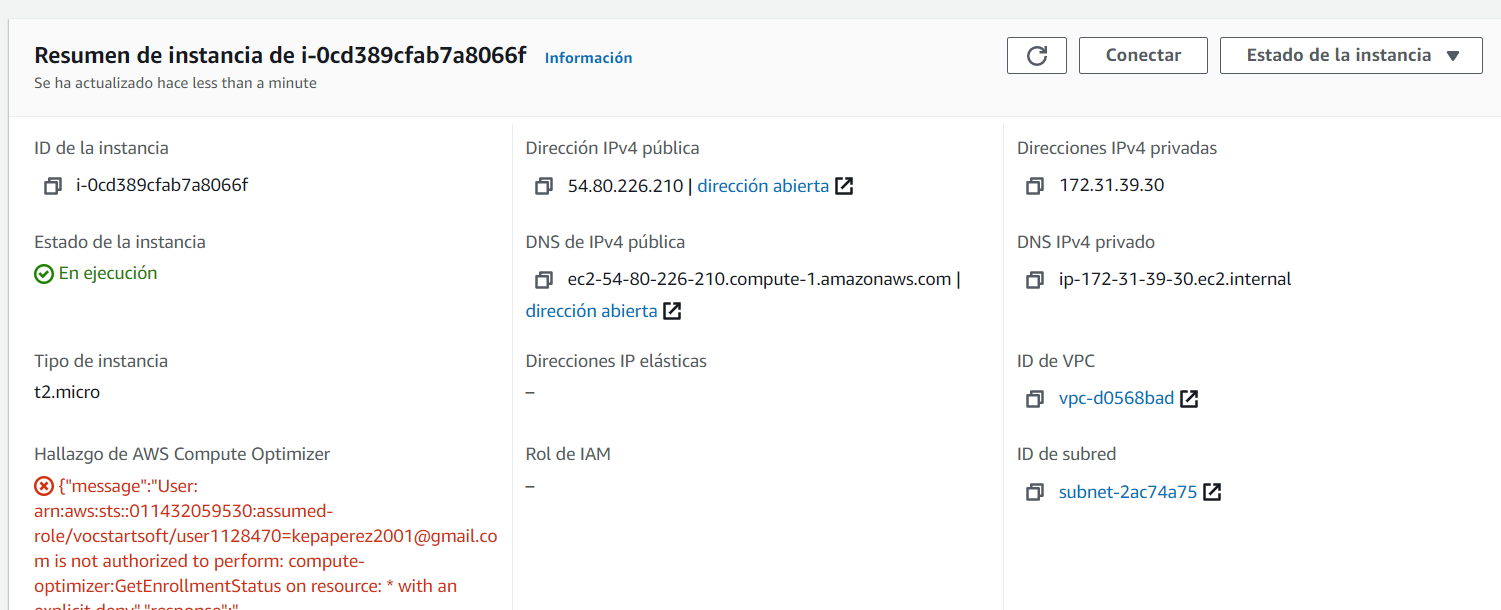 Resumen de instancia de i-0cd389cfab7a8066f Información
Se ha actualizado hace less than a minute
Conectar
Estado de la instancia
ID de la instancia
i-0cd389cfab7a8066f
Dirección IPv4 pública
54.80.226.210 | dirección abierta
Direcciones IPv4 privadas
172.31.39.30
Estado de la instancia
En ejecución
DNS de IPv4 pública
ec2-54-80-226-210.compute-1.amazonaws.com |
dirección abierta
DNS IPv4 privado
ip-172-31-39-30.ec2.internal
Tipo de instancia
t2.micro
Direcciones IP elásticas
–
ID de VPC
vpc-d0568bad
Hallazgo de AWS Compute Optimizer
{"message":"User:
arn:aws:sts::011432059530:assumed-
role/vocstartsoft/user1128470=kepaperez2001@gmail.co
m is not authorized to perform: compute-
optimizer:GetEnrollmentStatus on resource: * with an
explicit deny","response":"
Rol de IAM
–
ID de subred
subnet-2ac74a75